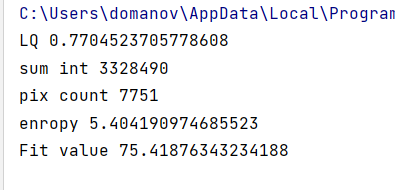 C:\Users\domanov\AppData\Local\Program
LQ 0.7704523705778608
sum int 3328490
pix count 7751
enropy 5.404190974685523
Fit value 75.41876343234188